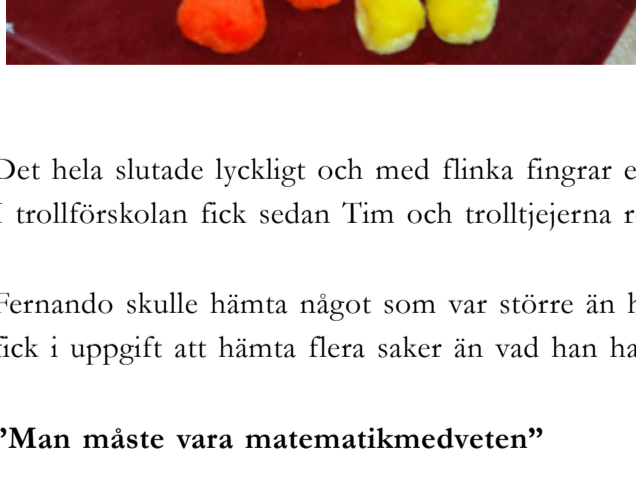 Det hela slutade lyckligt och med flinka fingrar
trollförskolan fick sedan Tim och trolltjejerna
Fernando skulle hämta något som var större än
fick i uppgift att hämta flera saker än vad han
”Man måste vara matematikmedveten”